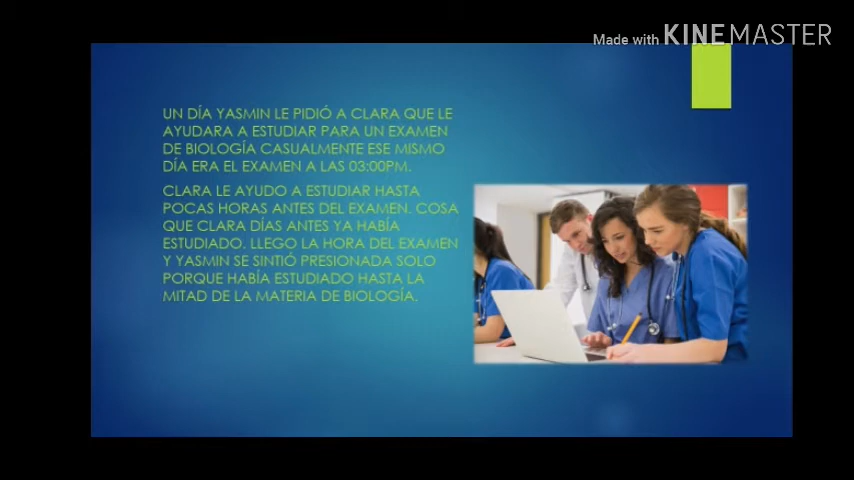 Made with KINEMASTER
UN DÍA YASMIN LE PIDIÓ A CLARA QUE LE
AYUDARA A ESTUDIAR PARA UN EXAMEN
DE BIOLOGÍA CASUALMENTE ESE MISMO
DÍA ERA EL EXAMEN A LAS 03:00PM.
CLARA LE AYUDO A ESTUDIAR HASTA
POCAS HORAS ANTES DEL EXAMEN. COSA
QUE CLARA DÍAS ANTES YA HABÍA
ESTUDIADO. LLEGO LA HORA DEL EXAMEN
Y YASMIN SE SINTIÓ PRESIONADA SOLO
PORQUE HABÍA ESTUDIADO HASTA LA
MITAD DE LA MATERIA DE BIOLOGÍA.